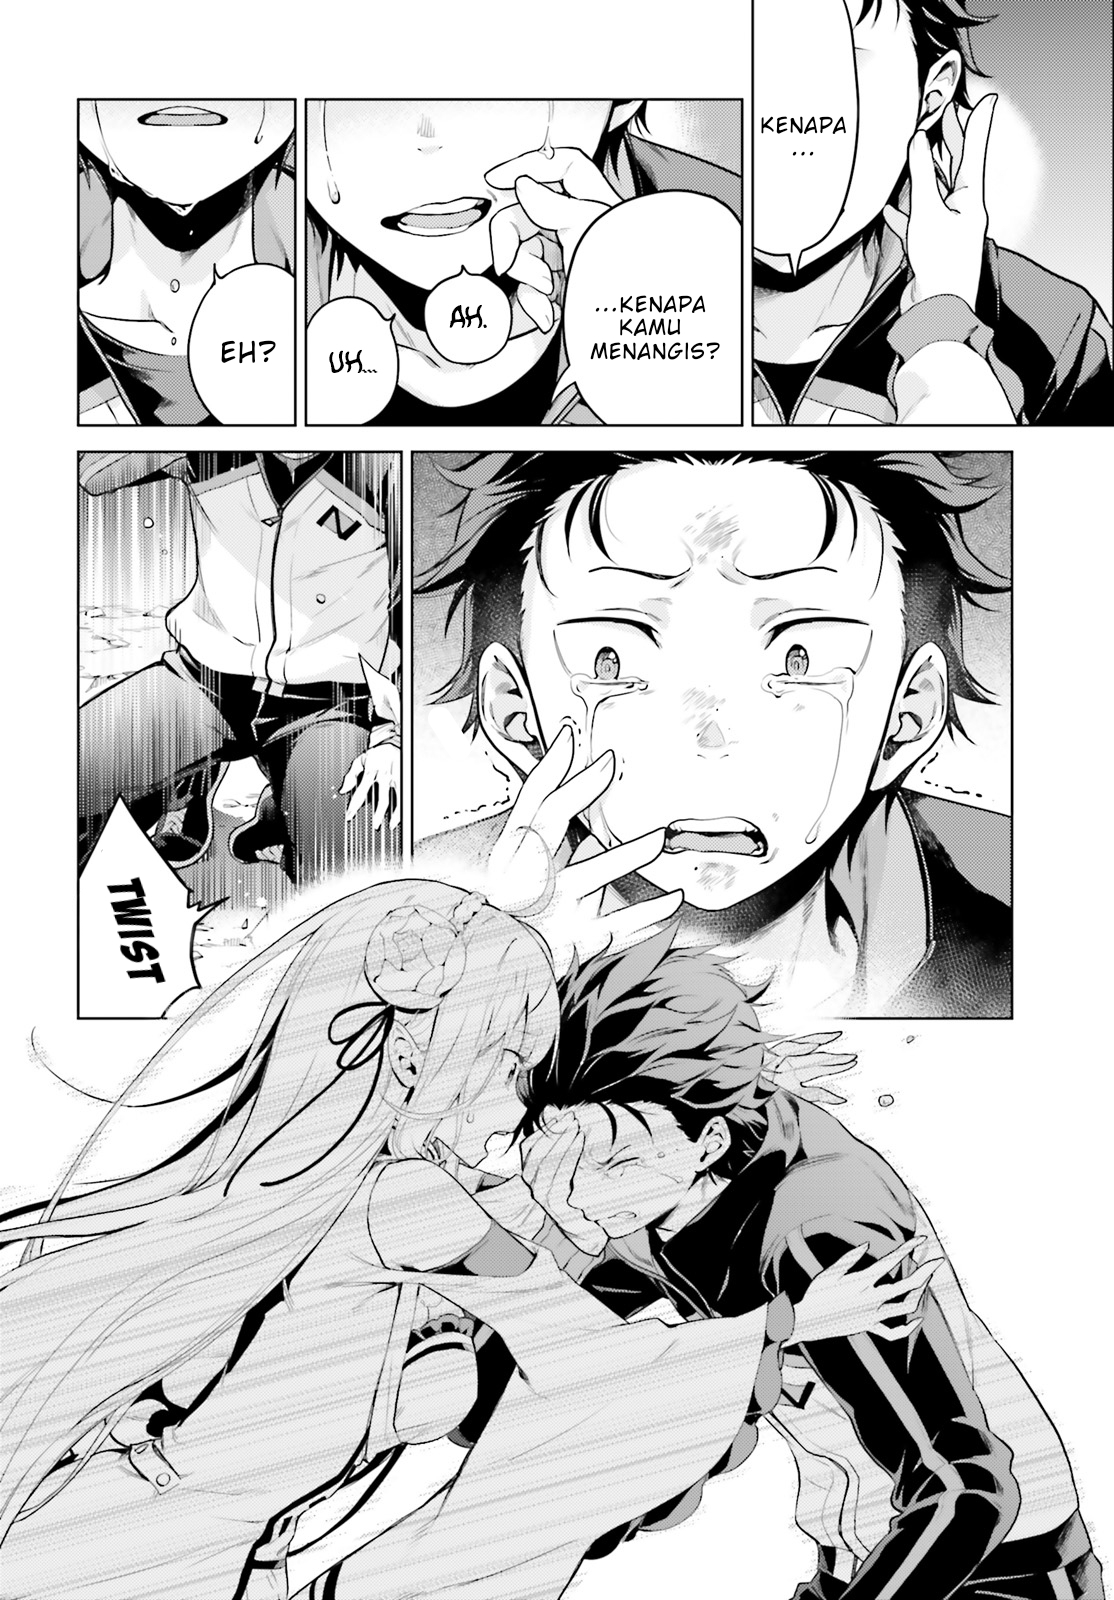 KENAPA
...
...KENAPA
KAMU
MENANGIS?
AH.
UH...
EH?
N
TWIST